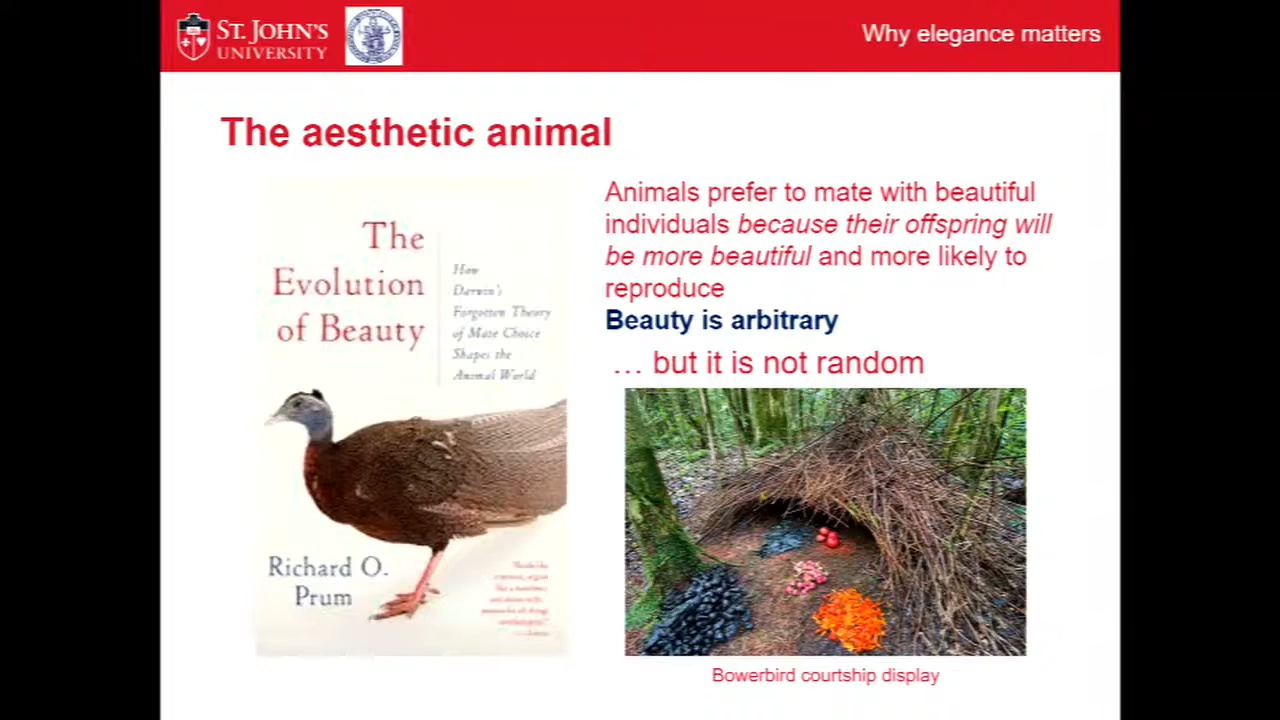 ST. JOHN'S
UNIVERSITY
Why elegance matters
The aesthetic animal
The
Evolution
of Beauty
How
Darwin's
Forgotten Theory
of Mate Choice
Shapes the
Animal World
Richard O.
Prum
Animals prefer to mate with beautiful
individuals because their offspring will
be more beautiful and more likely to
reproduce
Beauty is arbitrary
… but it is not random
Bowerbird courtship display